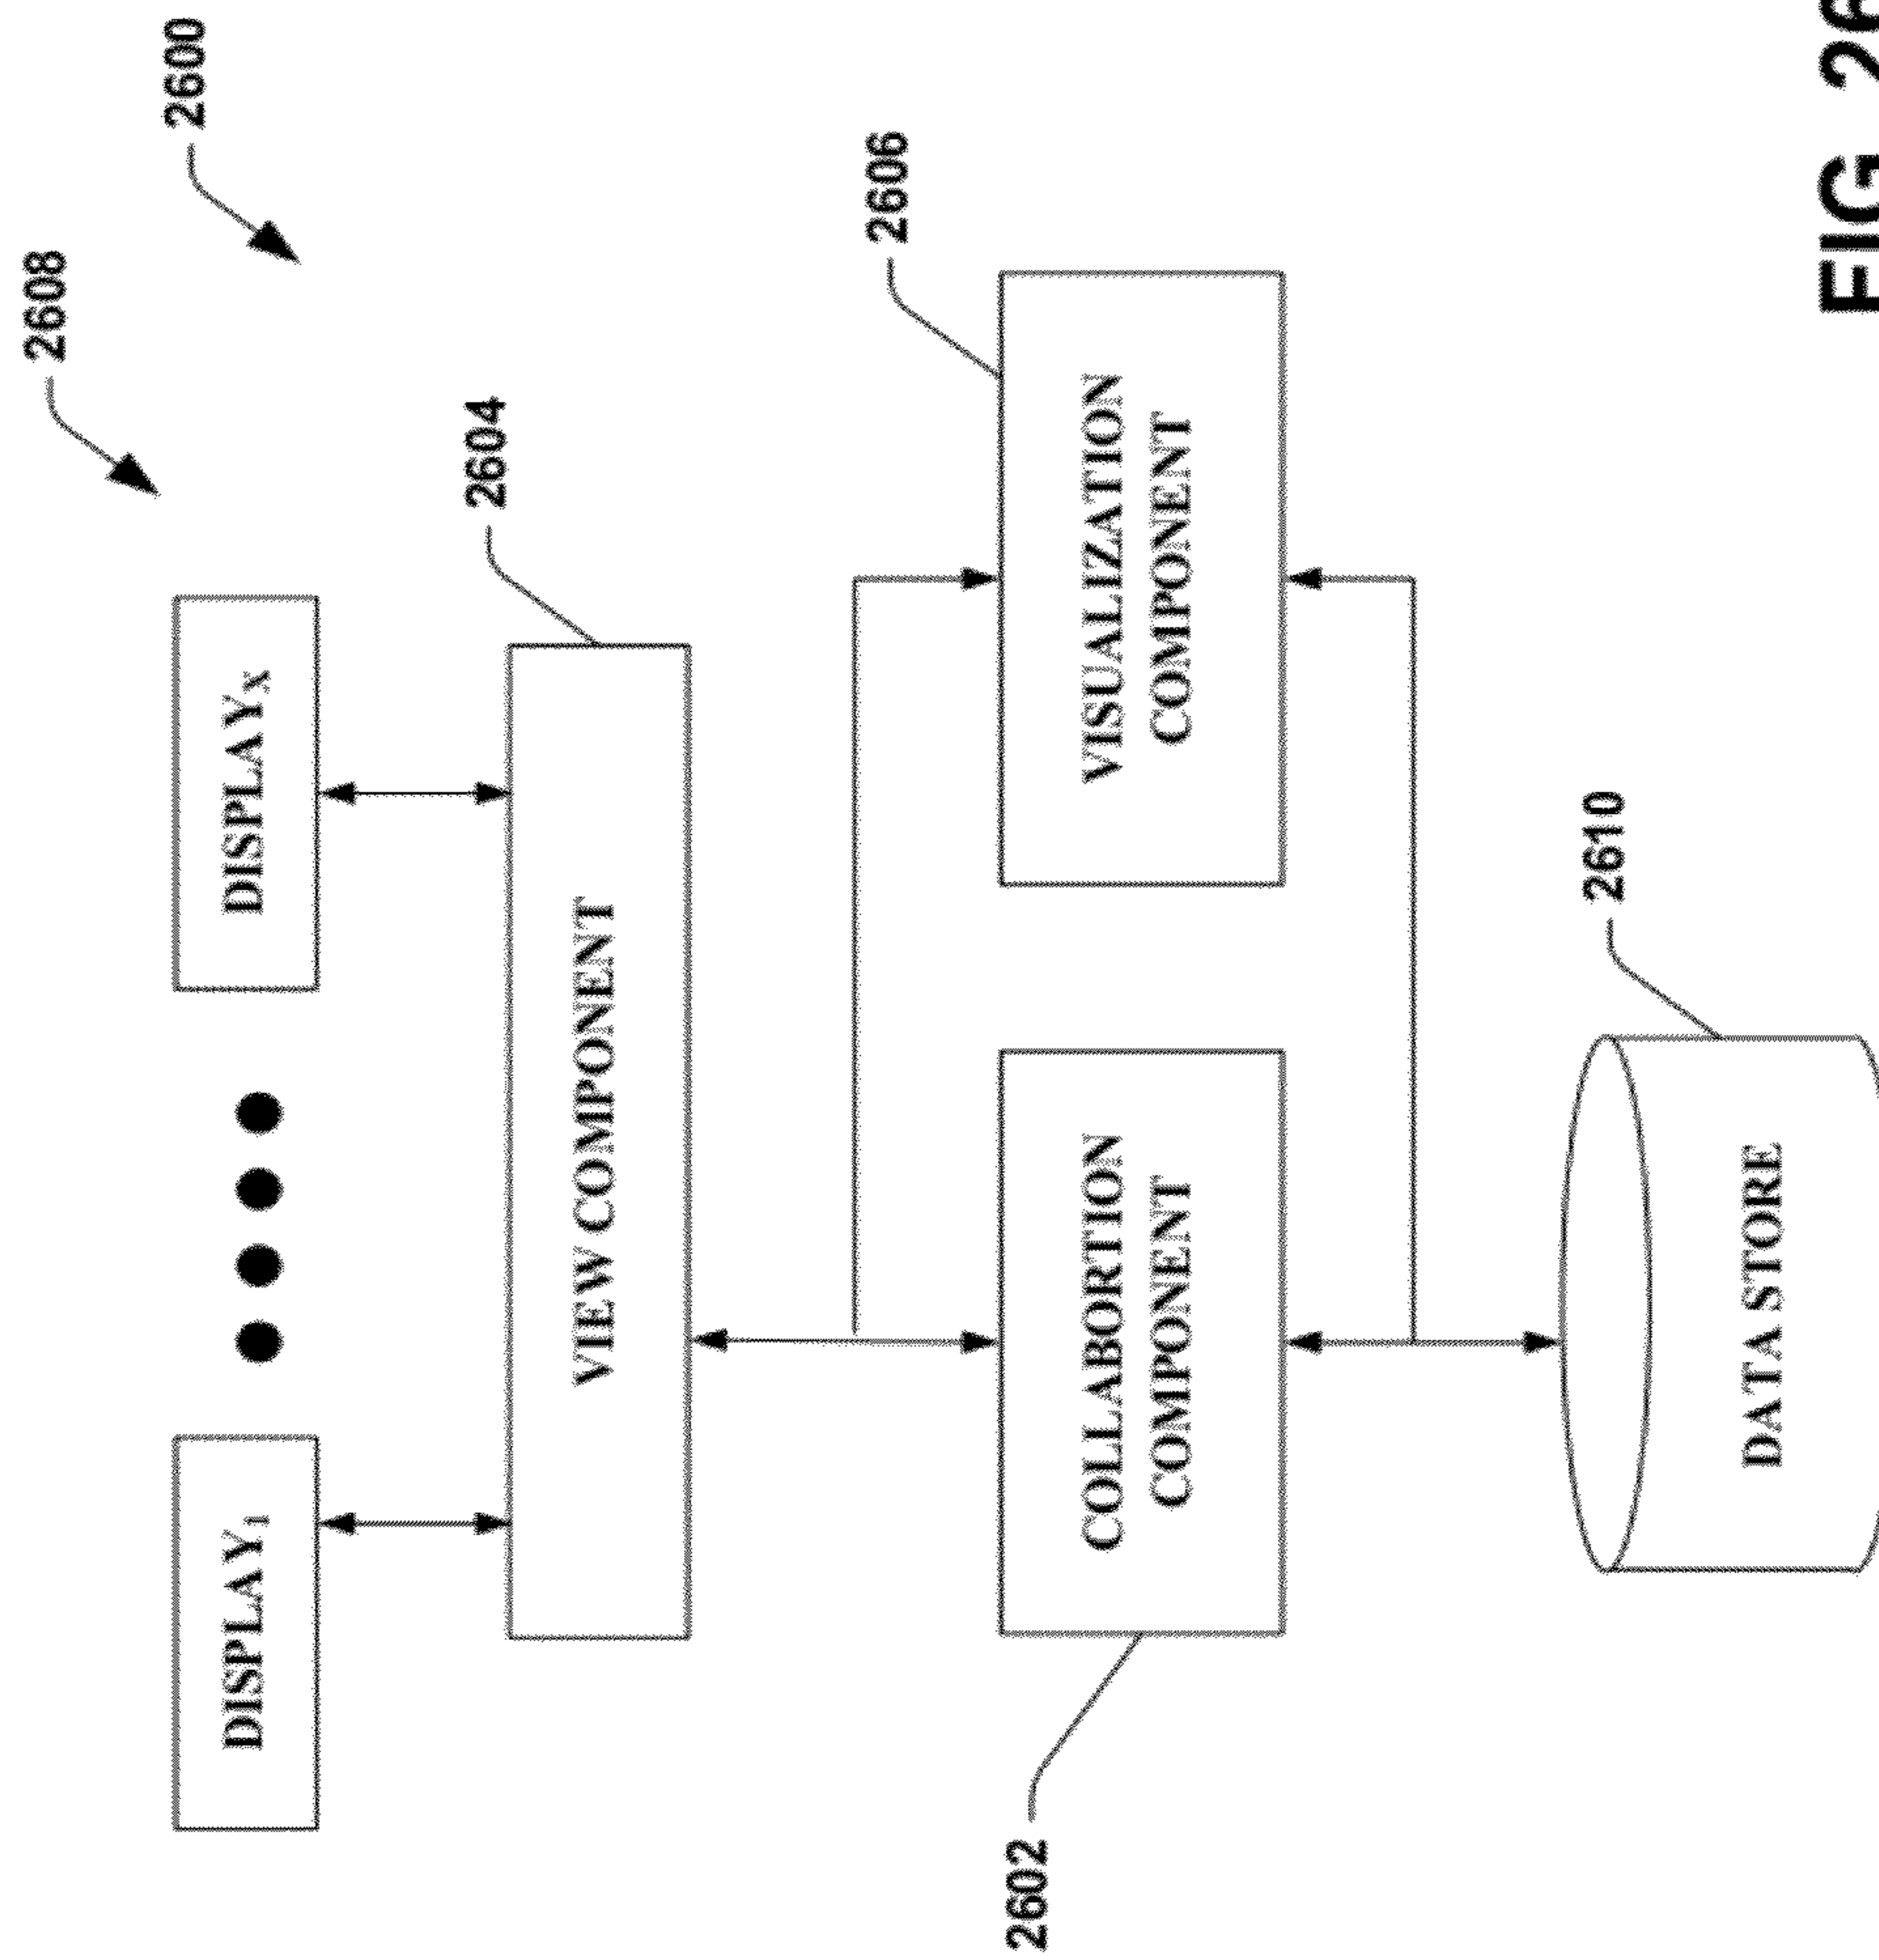 2608
2600
DISPLAY1
DISPLAYX
2604
VIEW COMPONENT
2606
2602
COLLABORTION
COMPONENT
VISUALIZATION
COMPONENT
2610
DATA STORE
FIG 26